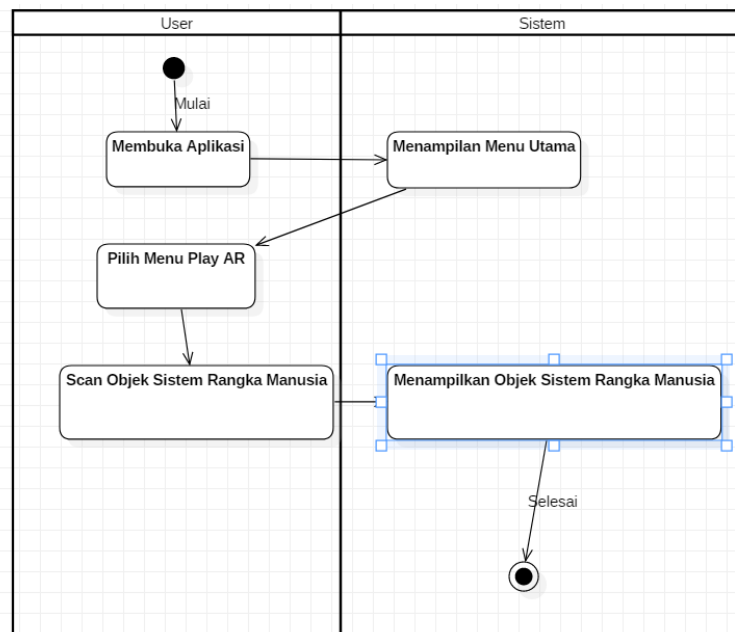 User
Sistem
Mulai
Membuka Aplikasi
Menampilan Menu Utama
Pilih Menu Play AR
Scan Objek Sistem Rangka Manusia
Menampilkan Objek Sistem Rangka Manusia
Selesai